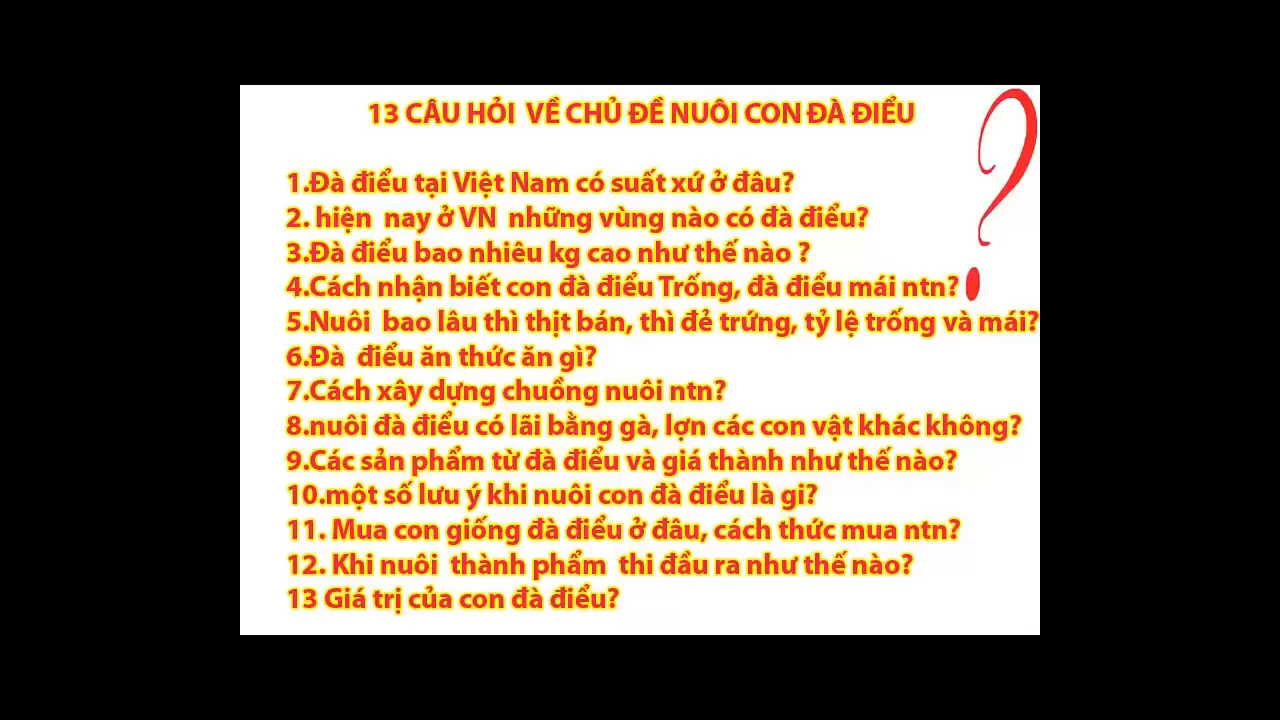 13 CÂU HỎI VỀ CHỦ ĐỀ NUÔI CON ĐÀ ĐIỂU
1.Đà điểu tại Việt Nam có suất xứ ở đâu?
2. hiện nay ở VN những vùng nào có đà điểu?
3.Đà điểu bao nhiêu kg cao như thế nào ?
4.Cách nhận biết con đà điểu Trống, đà điểu mái ntn?
5.Nuôi bao lâu thì thịt bán, thì đẻ trứng, tỷ lệ trống và mái?
6.Đà điểu ăn thức ăn gì?
7.Cách xây dựng chuồng nuôi ntn?
8.nuôi đà điểu có lãi bằng gà, lợn các con vật khác không?
9.Các sản phẩm từ đà điểu và giá thành như thế nào?
10.một số lưu ý khi nuôi con đà điểu là gi?
11. Mua con giống đà điểu ở đâu, cách thức mua ntn?
12. Khi nuôi thành phẩm thi đầu ra như thế nào?
13 Giá trị của con đà điểu?
?